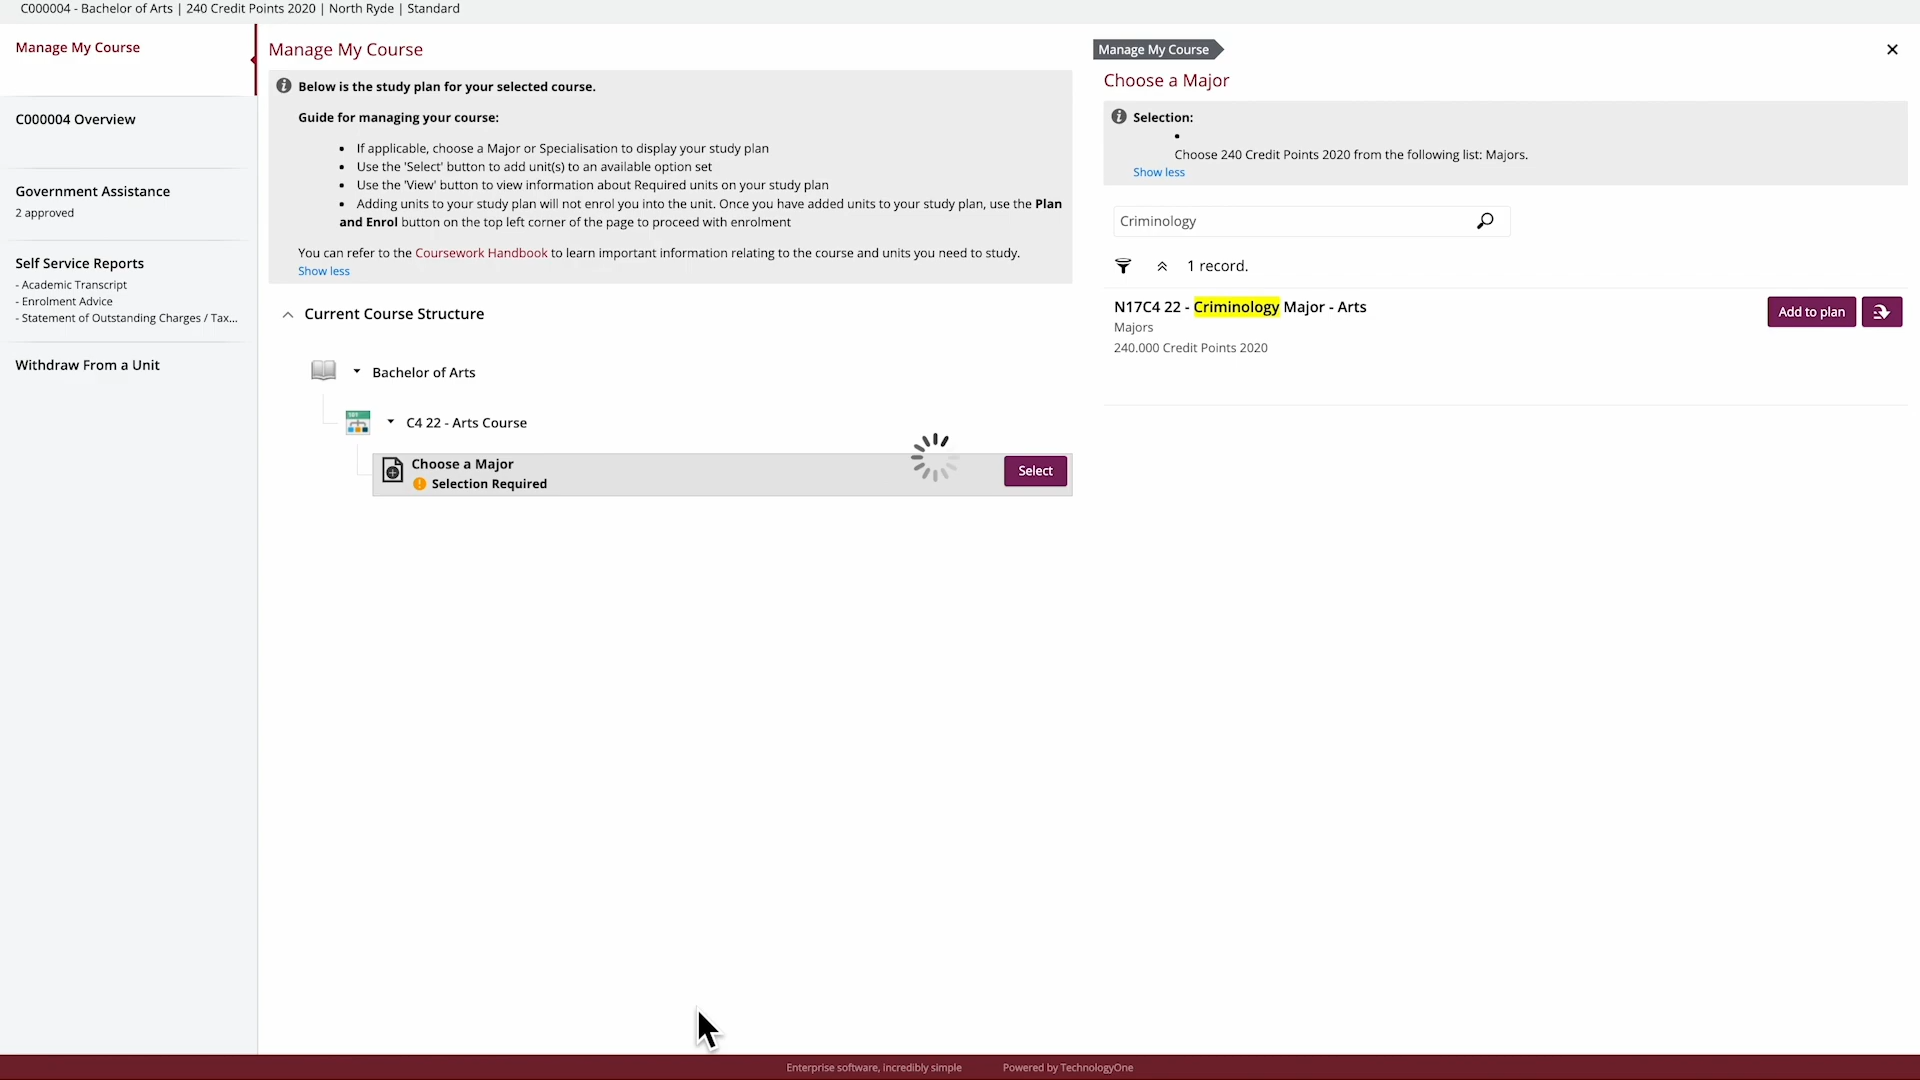 C000004 - Bachelor of Arts | 240 Credit Points 2020 | North Ryde | Standard
Manage My Course
C000004 Overview
Government Assistance
2 approved
Self Service Reports
- Academic Transcript
- Enrolment Advice
- Statement of Outstanding Charges / Tax...
Withdraw From a Unit
Manage My Course
Below is the study plan for your selected course.
Guide for managing your course:
• If applicable, choose a Major or Specialisation to display your study plan
• Use the 'Select' button to add unit(s) to an available option set
• Use the 'View' button to view information about Required units on your study plan
• Adding units to your study plan will not enrol you into the unit. Once you have added units to your study plan, use the Plan
and Enrol button on the top left corner of the page to proceed with enrolment
You can refer to the Coursework Handbook to learn important information relating to the course and units you need to study.
Show less
Current Course Structure
Bachelor of Arts
C4 22 - Arts Course
Choose a Major
Selection Required
Select
Manage My Course
Choose a Major
Selection:
•
Choose 240 Credit Points 2020 from the following list: Majors.
Show less
Criminology
1 record.
N17C4 22 - Criminology Major - Arts
Majors
240.000 Credit Points 2020
Add to plan
Enterprise software, incredibly simple
Powered by TechnologyOne